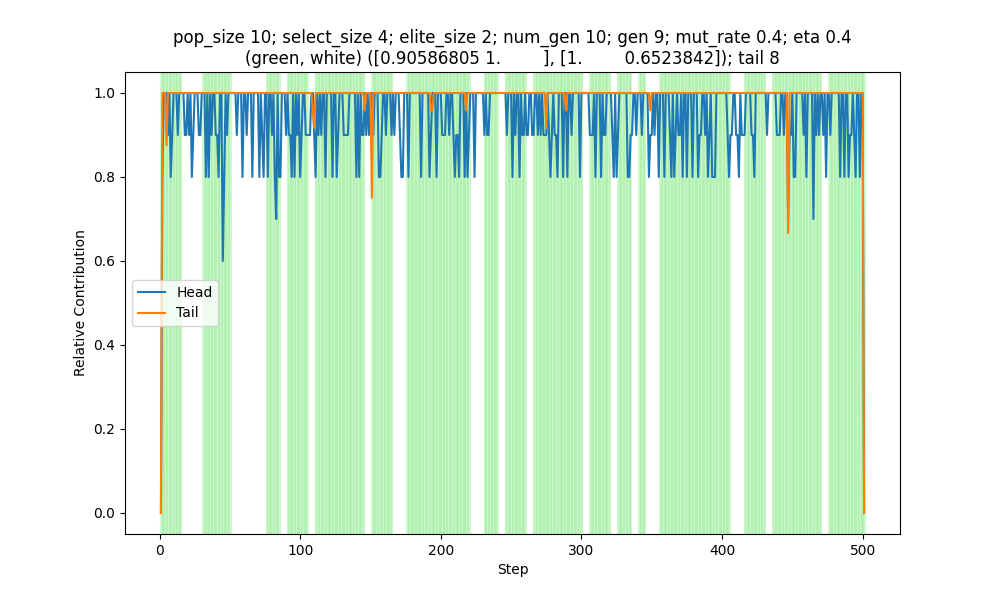 pop_size 10; select_size 4; elite_size 2; num_gen 10; gen 9; mut_rate 0.4; eta 0.4
(green, white) ([0.90586805 1.        ], [1.        0.6523842]); tail 8
1.0
0.8
0.6
0.4
0.2
0.0
Relative Contribution
Head
Tail
0
100
200
300
400
500
Step